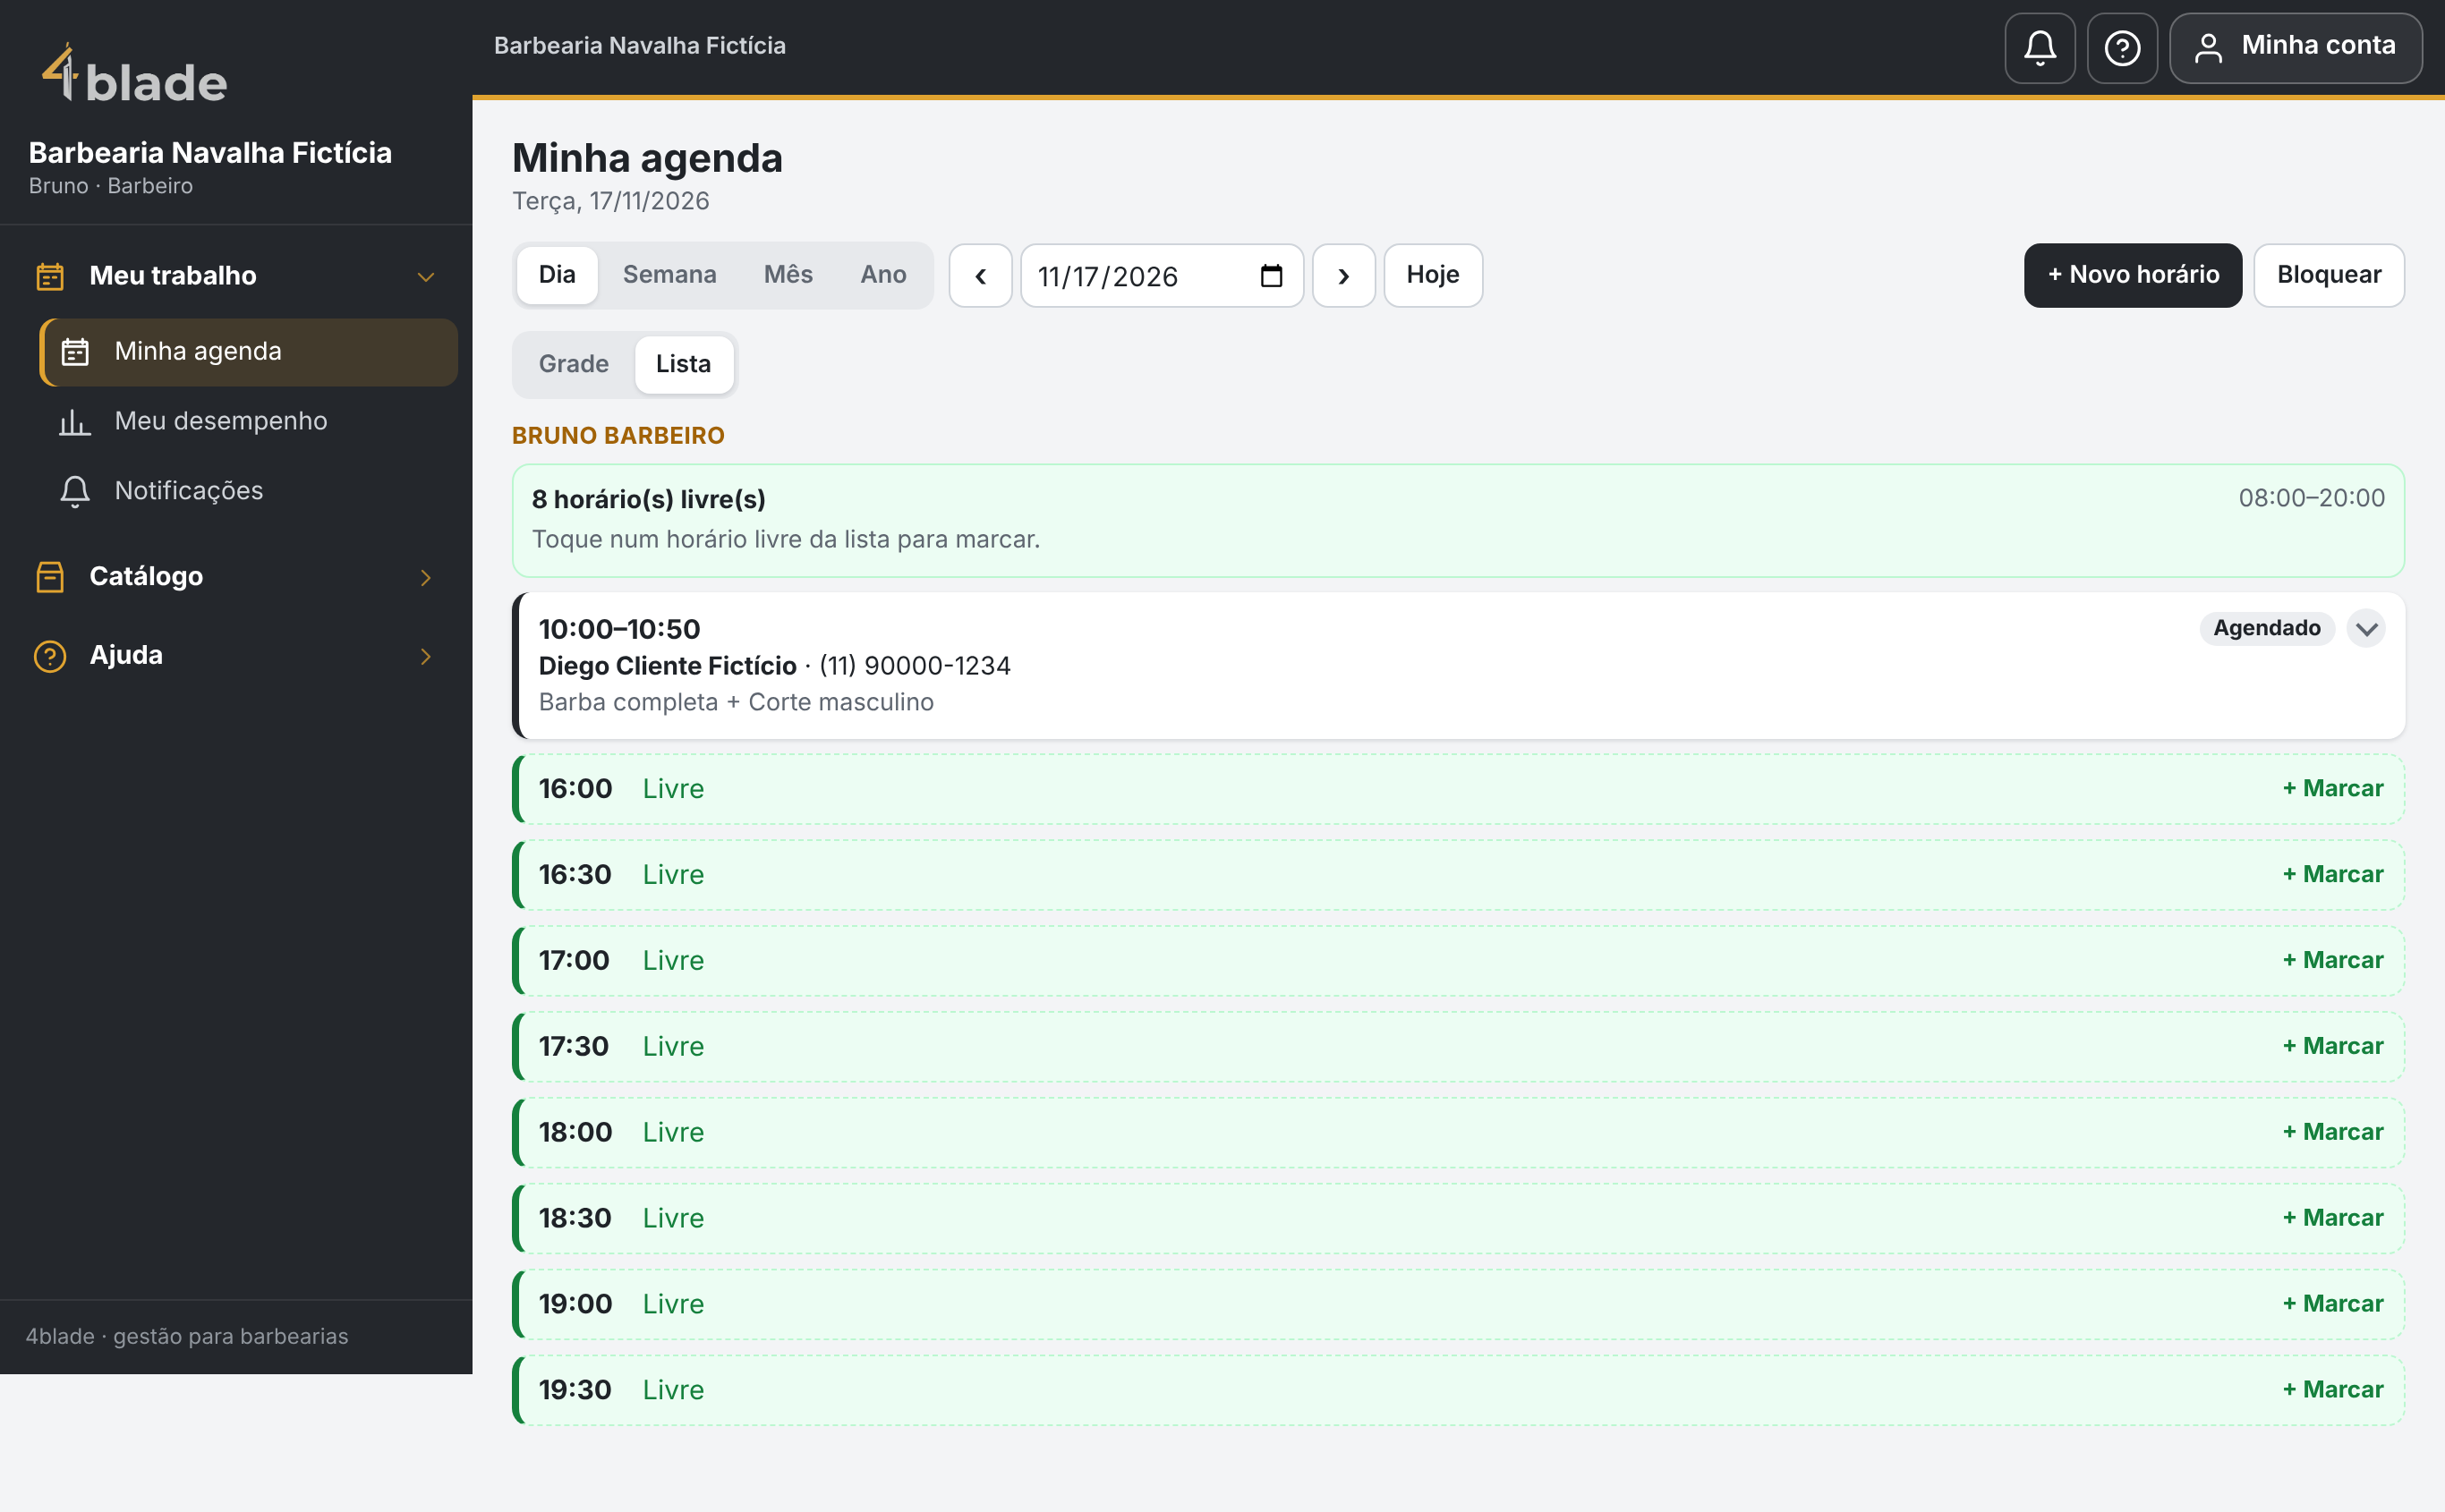 4blade
Barbearia Navalha Fictícia
Bruno · Barbeiro
Meu trabalho
Minha agenda
Meu desempenho
Notificações
Catálogo
Ajuda
4blade · gestão para barbearias
Barbearia Navalha Fictícia
Minha conta
Minha agenda
Terça, 17/11/2026
Dia Semana Mês Ano ‹ 11/17/2026 › Hoje + Novo horário Bloquear
Grade Lista
BRUNO BARBEIRO
8 horário(s) livre(s) 08:00–20:00
Toque num horário livre da lista para marcar.
10:00–10:50 Agendado
Diego Cliente Fictício · (11) 90000-1234
Barba completa + Corte masculino
16:00 Livre + Marcar
16:30 Livre + Marcar
17:00 Livre + Marcar
17:30 Livre + Marcar
18:00 Livre + Marcar
18:30 Livre + Marcar
19:00 Livre + Marcar
19:30 Livre + Marcar